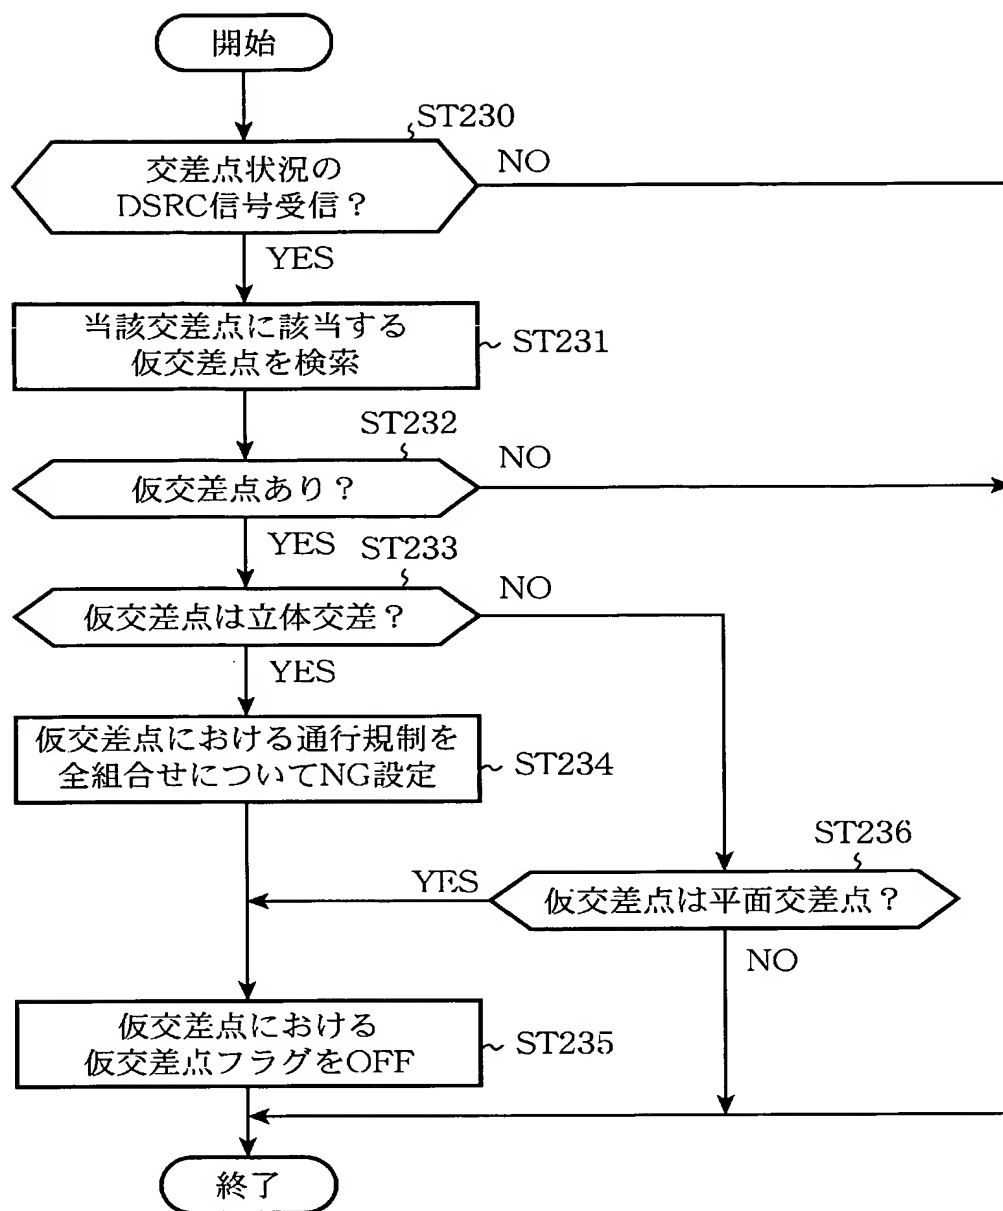 開始
ST230
交差点状況の
DSRC信号受信？
NO
YES
当該交差点に該当する
仮交差点を検索
ST231
ST232
仮交差点あり？
NO
YES
ST233
仮交差点は立体交差？
NO
YES
仮交差点における通行規制を
全組合せについてNG設定
ST234
ST236
仮交差点は平面交差点？
YES
NO
仮交差点における
仮交差点フラグをOFF
ST235
終了